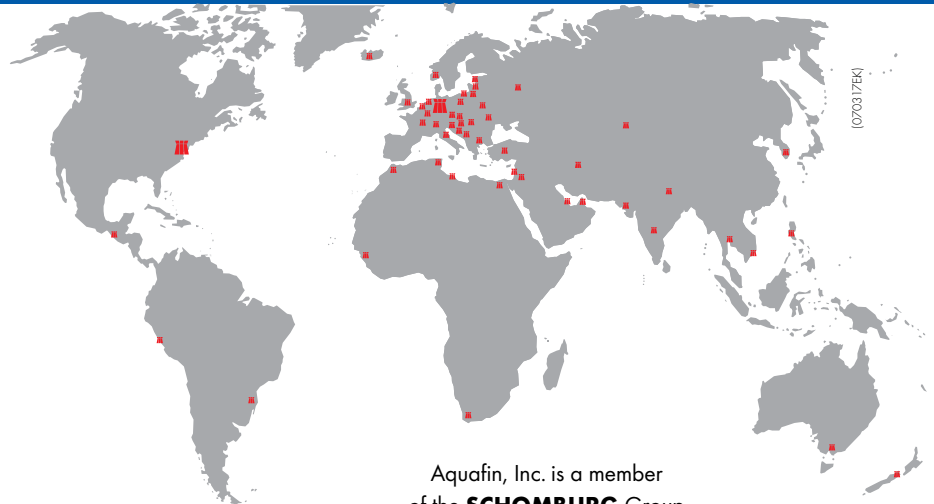 (070317EK)
Aquafin, Inc. is a member
of the SCHOMBURG Group